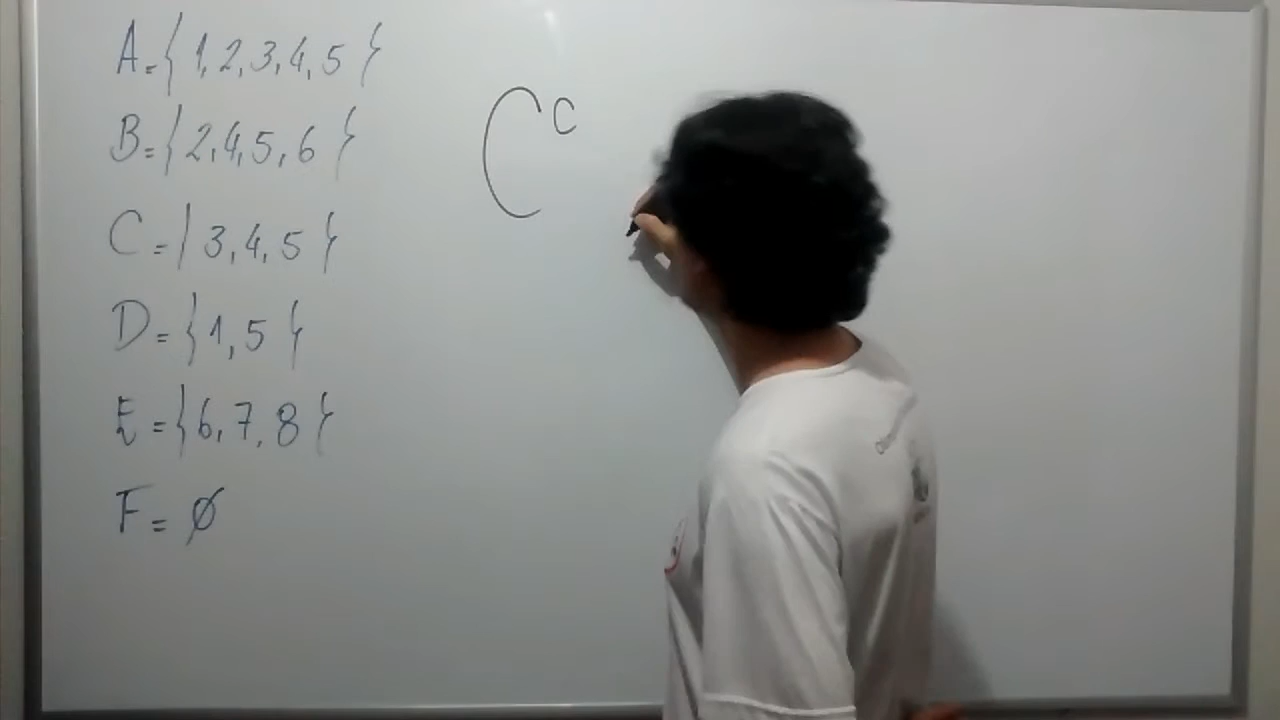 A = { 1, 2, 3, 4, 5 }
B = { 2, 4, 5, 6 }
C = { 3, 4, 5 }
D = { 1, 5 }
E = { 6, 7, 8 }
F = ∅
C^C